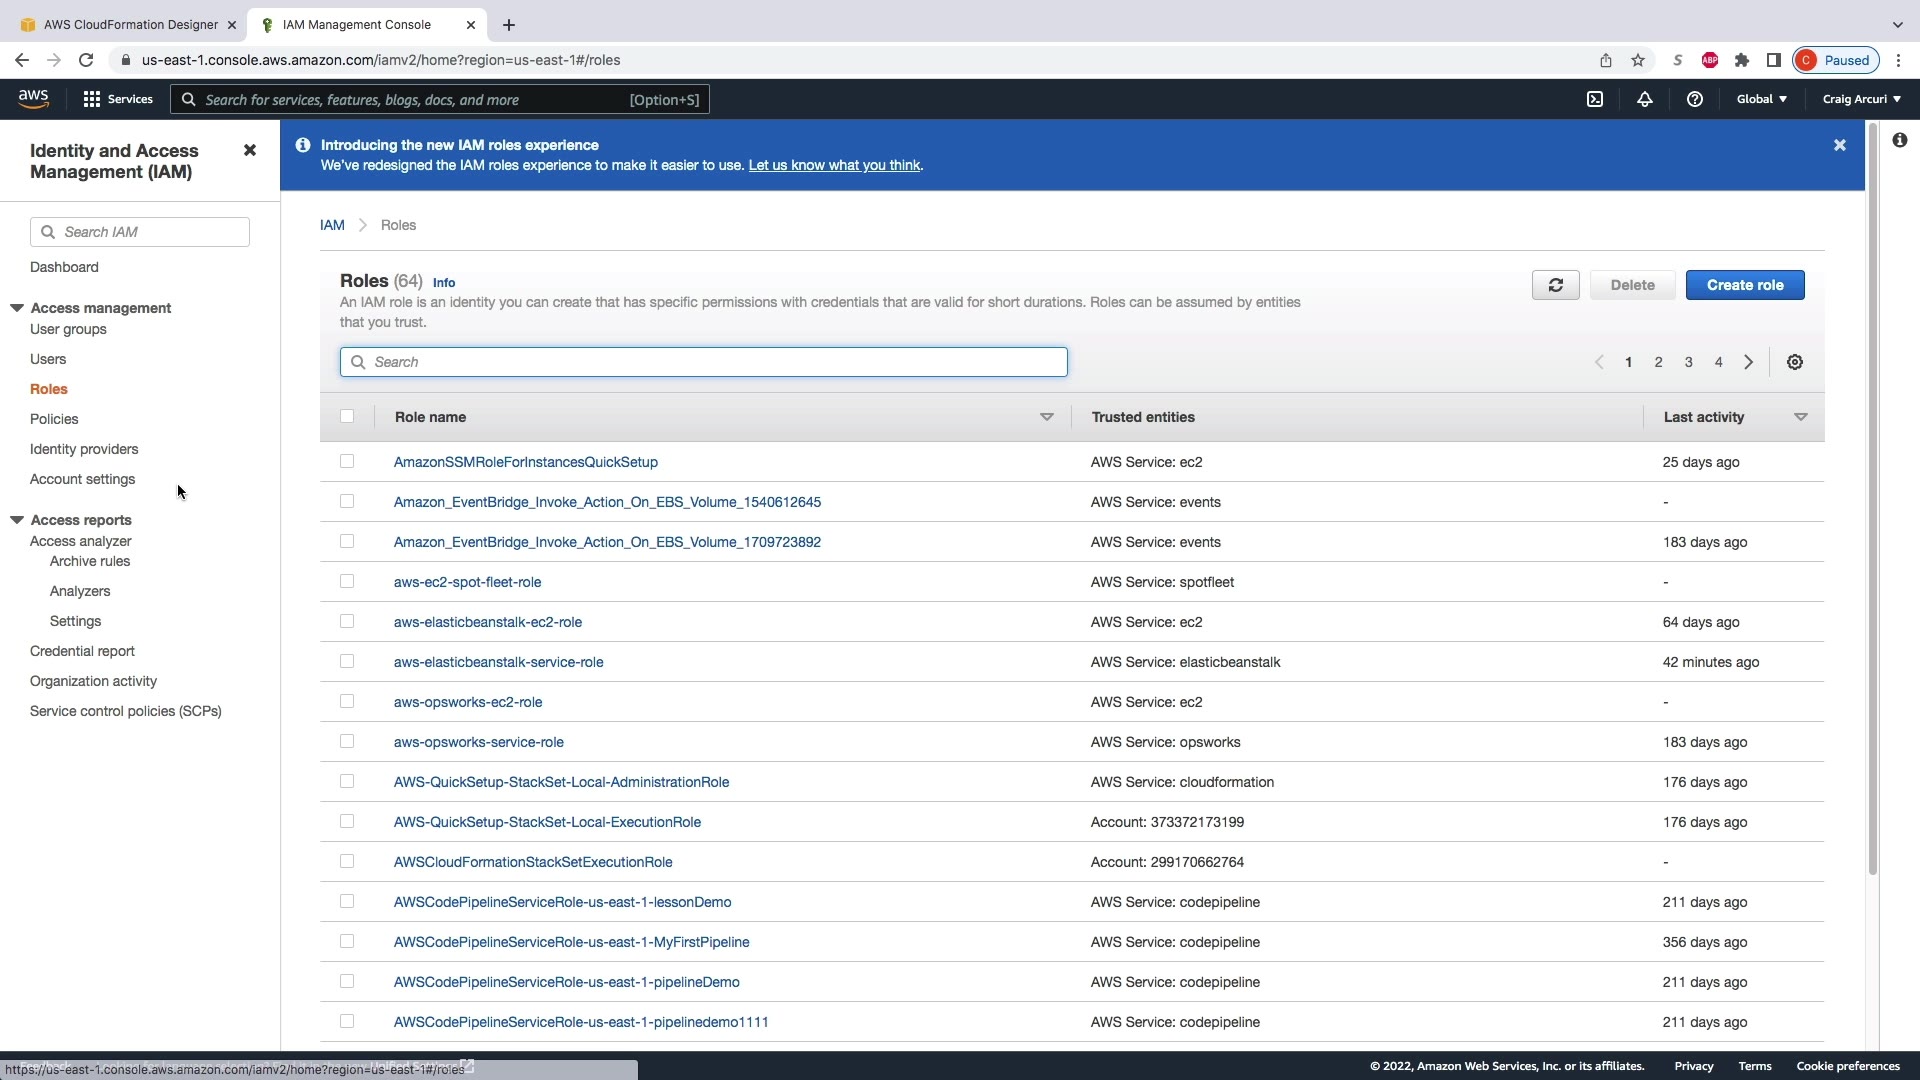 AWS CloudFormation Designer
IAM Management Console
us-east-1.console.aws.amazon.com/iamv2/home?region=us-east-1#/roles
S
ABP
C
Paused
aws
Services
Search for services, features, blogs, docs, and more
[Option+S]
Global
Craig Arcuri
Identity and Access
Management (IAM)
Search IAM
Dashboard
Access management
User groups
Users
Roles
Policies
Identity providers
Account settings
Access reports
Access analyzer
Archive rules
Analyzers
Settings
Credential report
Organization activity
Service control policies (SCPs)
Introducing the new IAM roles experience
We've redesigned the IAM roles experience to make it easier to use. Let us know what you think.
IAM
Roles
Roles (64) Info
An IAM role is an identity you can create that has specific permissions with credentials that are valid for short durations. Roles can be assumed by entities
that you trust.
Delete
Create role
Search
1 2 3 4
Role name Trusted entities Last activity
AmazonSSMRoleForInstancesQuickSetup AWS Service: ec2 25 days ago
Amazon_EventBridge_Invoke_Action_On_EBS_Volume_1540612645 AWS Service: events -
Amazon_EventBridge_Invoke_Action_On_EBS_Volume_1709723892 AWS Service: events 183 days ago
aws-ec2-spot-fleet-role AWS Service: spotfleet -
aws-elasticbeanstalk-ec2-role AWS Service: ec2 64 days ago
aws-elasticbeanstalk-service-role AWS Service: elasticbeanstalk 42 minutes ago
aws-opsworks-ec2-role AWS Service: ec2 -
aws-opsworks-service-role AWS Service: opsworks 183 days ago
AWS-QuickSetup-StackSet-Local-AdministrationRole AWS Service: cloudformation 176 days ago
AWS-QuickSetup-StackSet-Local-ExecutionRole Account: 373372173199 176 days ago
AWSCloudFormationStackSetExecutionRole Account: 299170662764 -
AWSCodePipelineServiceRole-us-east-1-lessonDemo AWS Service: codepipeline 211 days ago
AWSCodePipelineServiceRole-us-east-1-MyFirstPipeline AWS Service: codepipeline 356 days ago
AWSCodePipelineServiceRole-us-east-1-pipelineDemo AWS Service: codepipeline 211 days ago
AWSCodePipelineServiceRole-us-east-1-pipelinedemo1111 AWS Service: codepipeline 211 days ago
https://us-east-1.console.aws.amazon.com/iamv2/home?region=us-east-1#/roles
© 2022, Amazon Web Services, Inc. or its affiliates.
Privacy
Terms
Cookie preferences